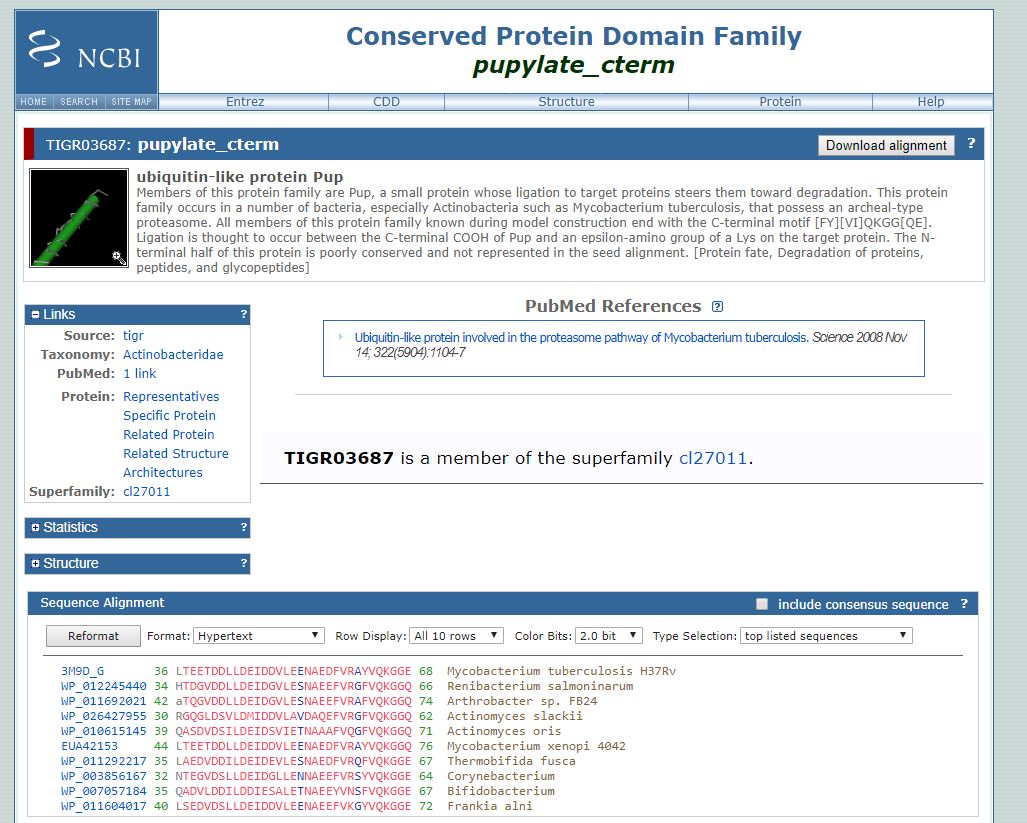 NCBI
Conserved Protein Domain Family
pupylate_cterm
HOME SEARCH SITE MAP Entrez CDD Structure Protein Help
TIGR03687: pupylate_cterm Download alignment ?
ubiquitin-like protein Pup
Members of this protein family are Pup, a small protein whose ligation to target proteins steers them toward degradation. This protein
family occurs in a number of bacteria, especially Actinobacteria such as Mycobacterium tuberculosis, that possess an archeal-type
proteasome. All members of this protein family known during model construction end with the C-terminal motif [FY][VI]QKGG[QE].
Ligation is thought to occur between the C-terminal COOH of Pup and an epsilon-amino group of a Lys on the target protein. The N-
terminal half of this protein is poorly conserved and not represented in the seed alignment. [Protein fate, Degradation of proteins,
peptides, and glycopeptides]
Links ?
Source: tigr
Taxonomy: Actinobacteridae
PubMed: 1 link
Protein: Representatives
Specific Protein
Related Protein
Related Structure
Architectures
Superfamily: cl27011
Statistics ?
Structure ?
PubMed References ?
Ubiquitin-like protein involved in the proteasome pathway of Mycobacterium tuberculosis. Science 2008 Nov
14; 322(5904):1104-7
TIGR03687 is a member of the superfamily cl27011.
Sequence Alignment include consensus sequence ?
Reformat Format: Hypertext Row Display: All 10 rows Color Bits: 2.0 bit Type Selection: top listed sequences
3M9D_G 36 LTEETDDLLDEIDDVLEENAEDFVRAYVQKGGE 68 Mycobacterium tuberculosis H37Rv
WP_012245440 34 HTDGVDDLLDEIDGVLESNAEEFVRGFVQKGGQ 66 Renibacterium salmoninarum
WP_011692021 42 aTQGVDDLLDEIDGVLESNAEEFVRAFVQKGGQ 74 Arthrobacter sp. FB24
WP_026427955 30 RGQGLDSVLDMIDDVLAVDAQEFVRGFVQKGGQ 62 Actinomyces slackii
WP_010615145 39 QASDVDSILDEIDSVIETNAAAFVQGFVQKGGQ 71 Actinomyces oris
EUA42153 44 LTEETDDLLDEIDDVLEENAEDFVRAYVQKGGQ 76 Mycobacterium xenopi 4042
WP_011292217 35 LAEDVDDILDEIDEVLESNAEDFVRQFVQKGGE 67 Thermobifida fusca
WP_003856167 32 NTEGVDSLLDEIDGLLENNAEEFVRSYVQKGGE 64 Corynebacterium
WP_007057184 35 QADVLDDILDDIESALETNAEEYVNSFVQKGGE 67 Bifidobacterium
WP_011604017 40 LSEDVDSLLDEIDDVLEENAEEFVKGYVQKGGE 72 Frankia alni